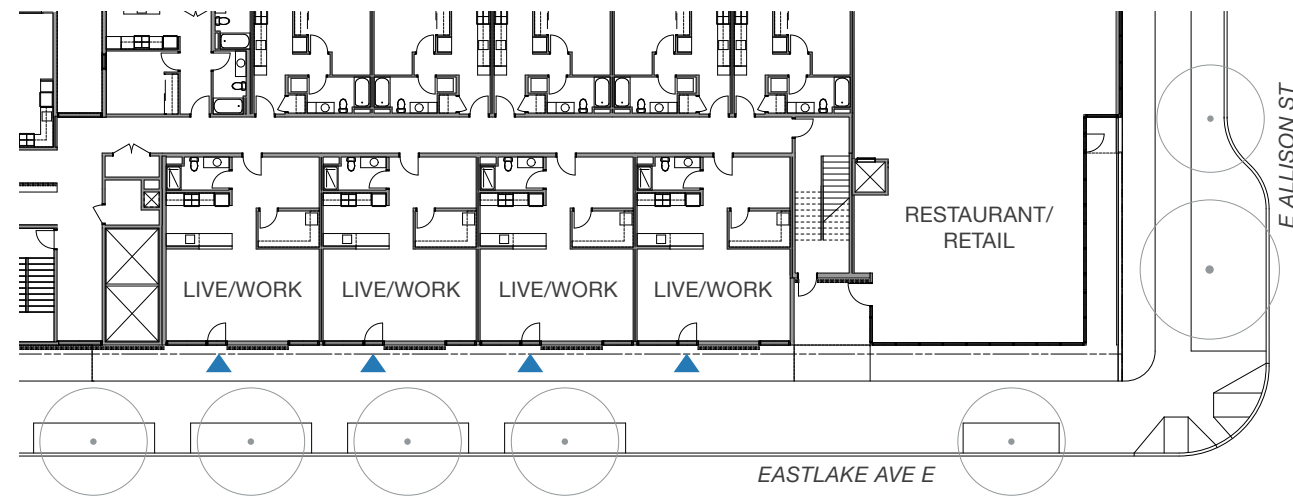 E ALLISON ST
RESTAURANT/
RETAIL
LIVE/WORK
LIVE/WORK
LIVE/WORK
LIVE/WORK
EASTLAKE AVE E